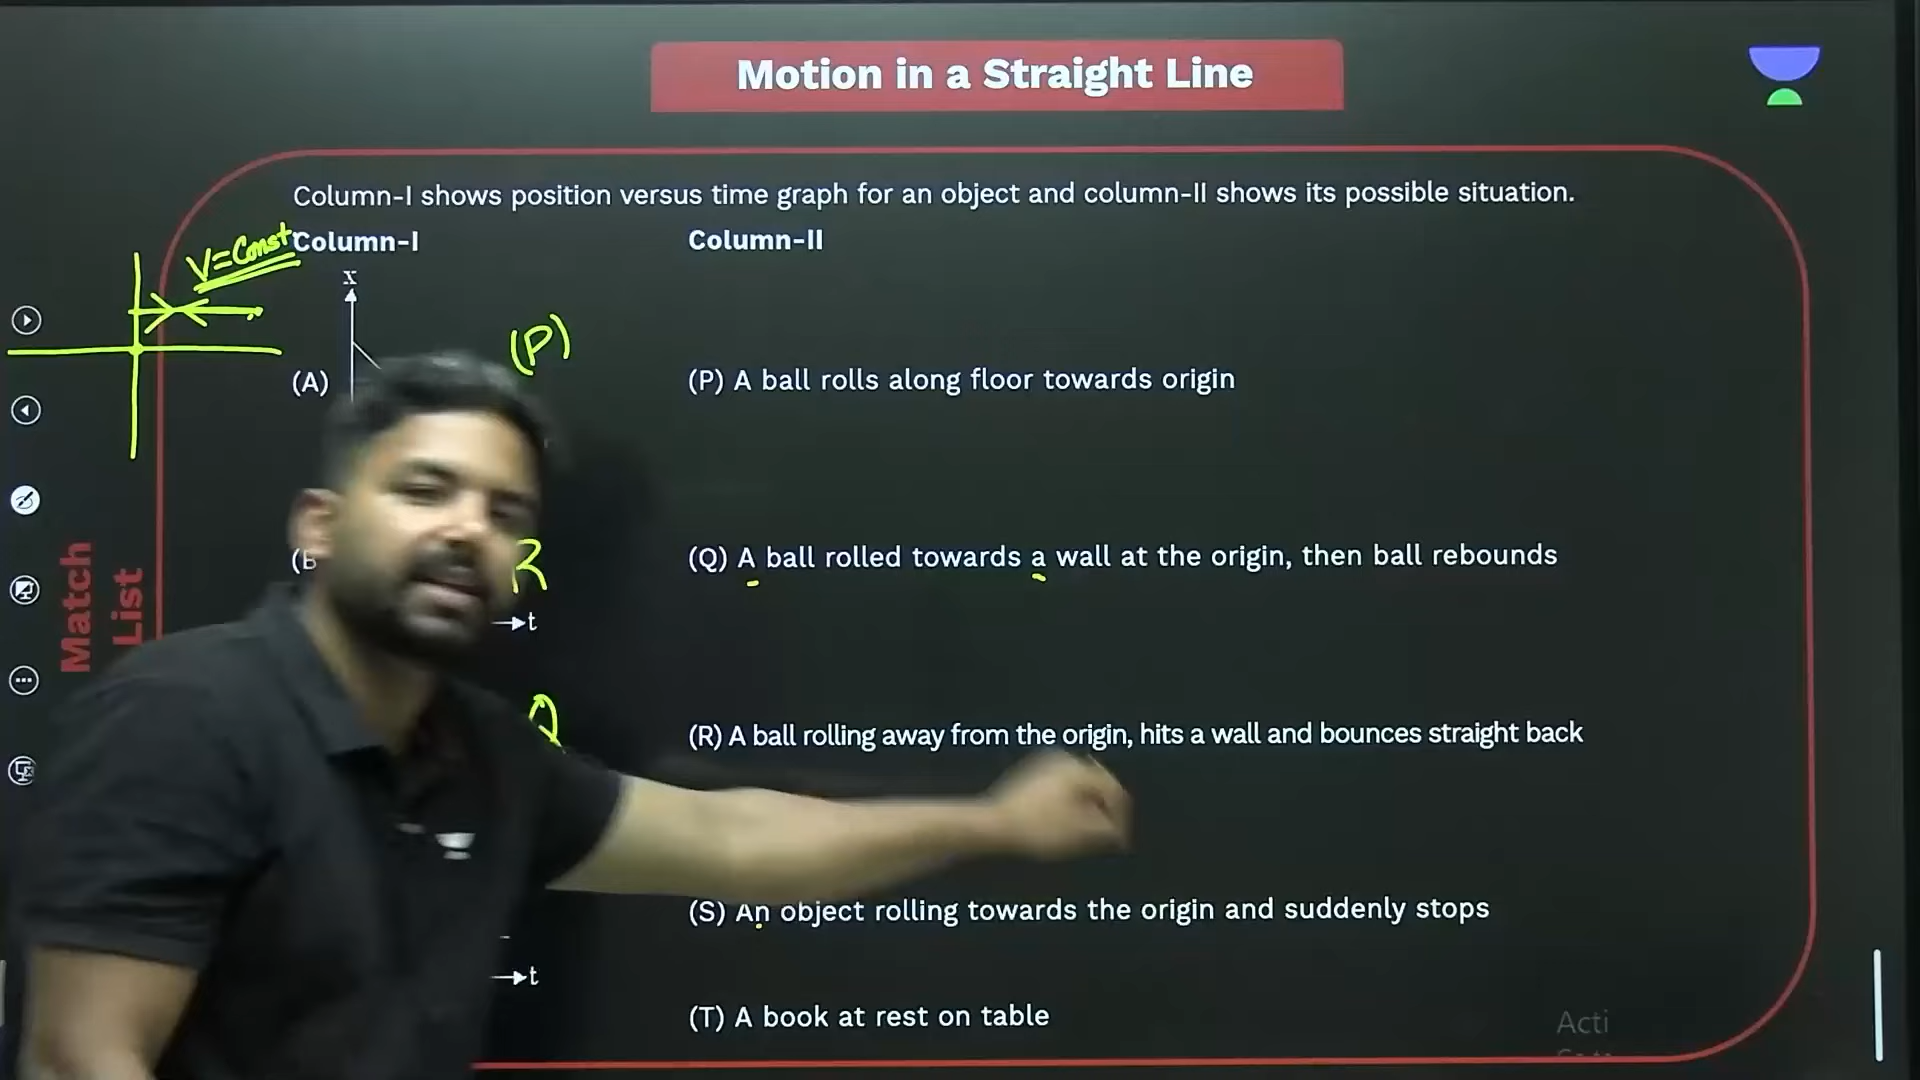 Motion in a Straight Line
Column-I shows position versus time graph for an object and column-II shows its possible situation.
V=Const
Column-I
Column-II
x
(P)
(A)
(P) A ball rolls along floor towards origin
R
(Q) A ball rolled towards a wall at the origin, then ball rebounds
t
Match
List
Q
(R) A ball rolling away from the origin, hits a wall and bounces straight back
(S) An object rolling towards the origin and suddenly stops
t
(T) A book at rest on table
Acti